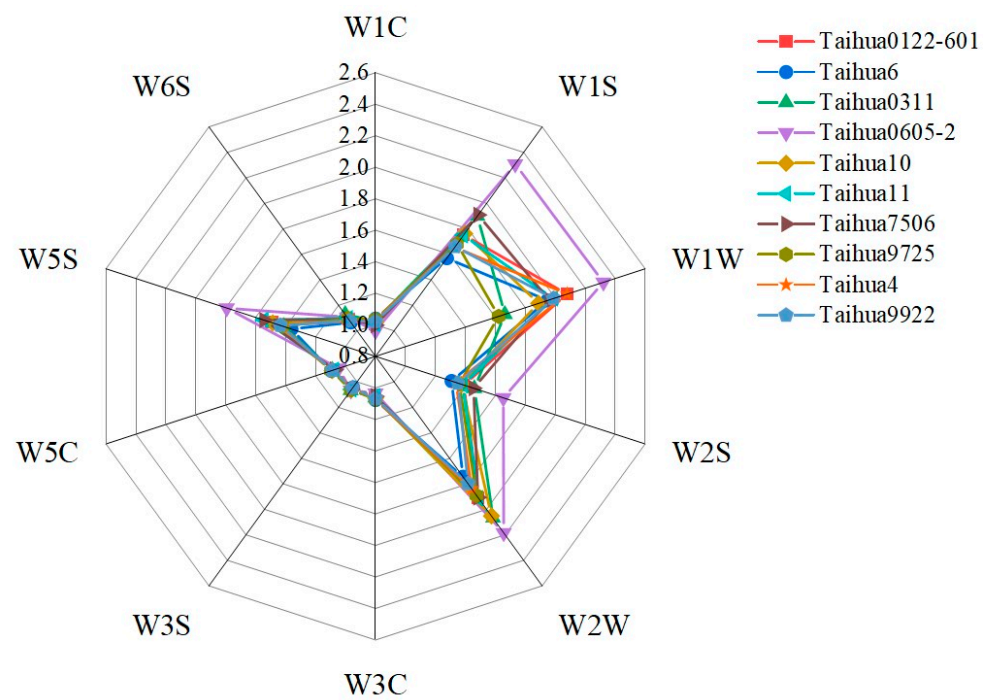 W1C
W6S
W1S
2.6
2.4
2.2
2.0
1.8
1.6
1.4
1.2
1.0
0.8
W5S
W1W
W5C
W2S
W3S
W2W
W3C
Taihua0122-601
Taihua6
Taihua0311
Taihua0605-2
Taihua10
Taihua11
Taihua7506
Taihua9725
Taihua4
Taihua9922